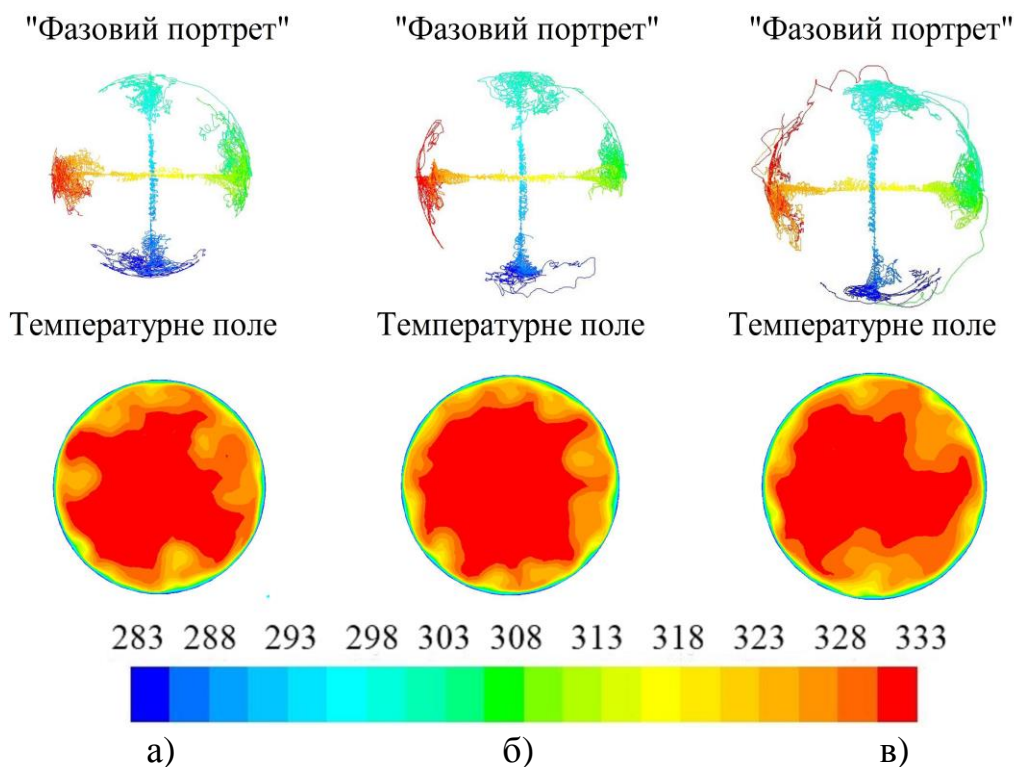 "Фазовий портрет" "Фазовий портрет" "Фазовий портрет"
Температурне поле Температурне поле Температурне поле
283 288 293 298 303 308 313 318 323 328 333
а) б) в)